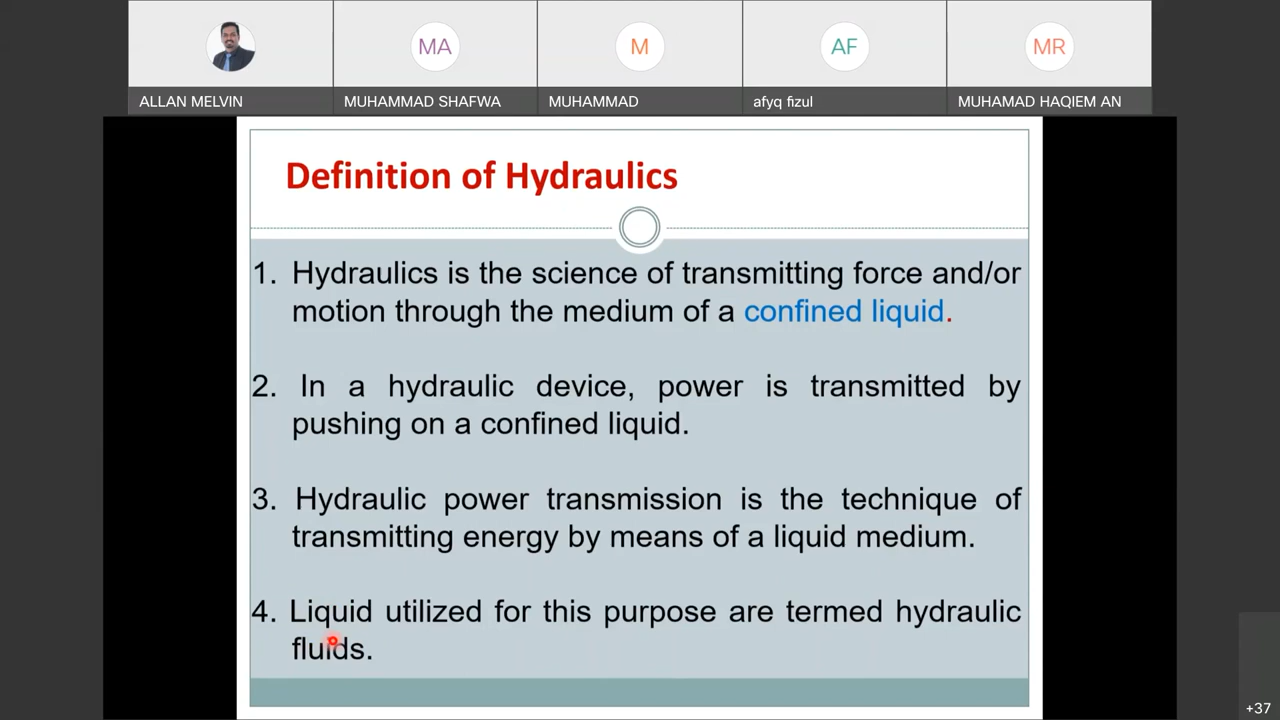 MA
M
AF
MR
ALLAN MELVIN
MUHAMMAD SHAFWA
MUHAMMAD
afyq fizul
MUHAMAD HAQIEM AN
Definition of Hydraulics
1. Hydraulics is the science of transmitting force and/or
motion through the medium of a confined liquid.
2. In a hydraulic device, power is transmitted by
pushing on a confined liquid.
3. Hydraulic power transmission is the technique of
transmitting energy by means of a liquid medium.
4. Liquid utilized for this purpose are termed hydraulic
fluids.
+37